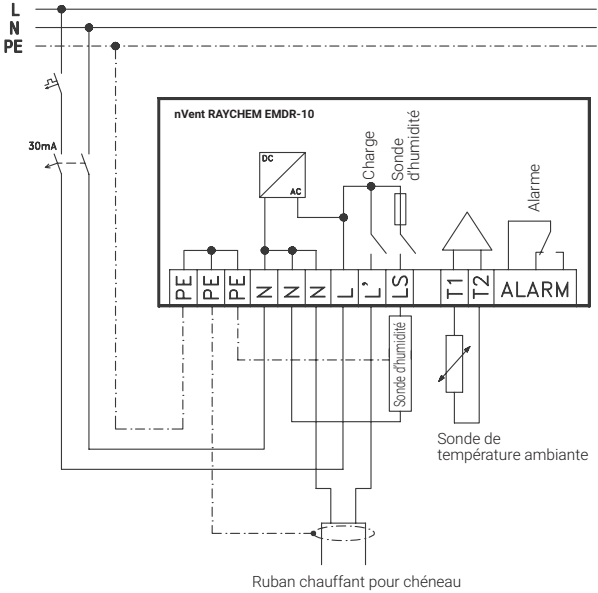 L
N
PE
30mA
nVent RAYCHEM EMDR-10
DC
AC
Charge
Sonde
d'humidité
Alarme
PE PE PE N N N L L' LS T1 T2 ALARM
Sonde d'humidité
Sonde de
température ambiante
Ruban chauffant pour chéneau